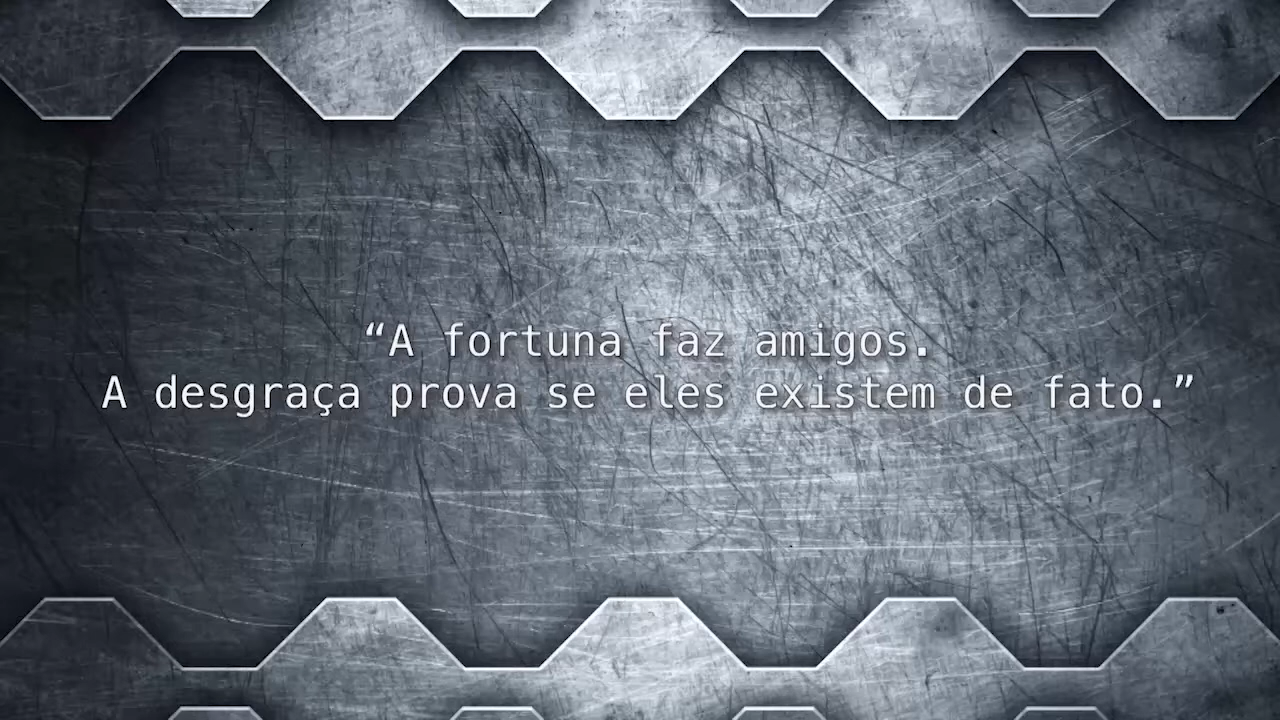 “A fortuna faz amigos.
A desgraça prova se eles existem de fato.”